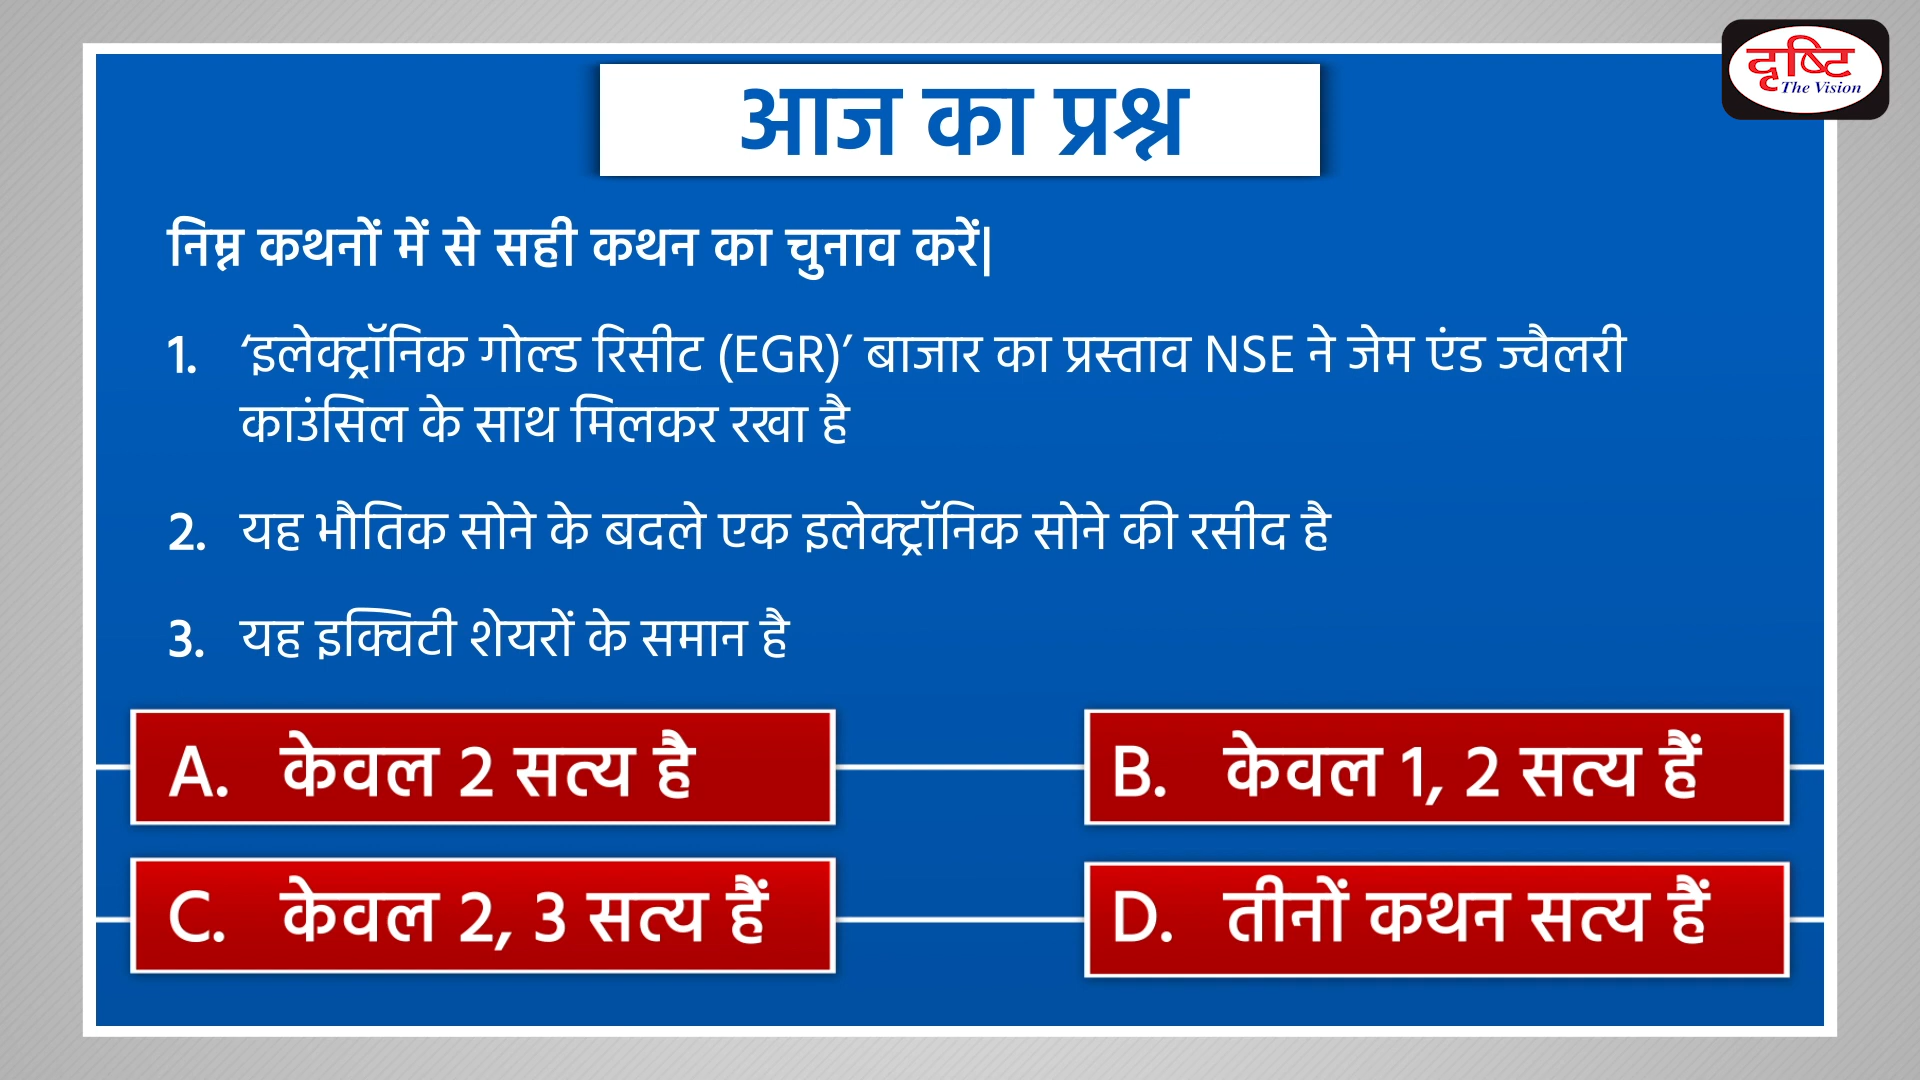 दृष्टि
The Vision
आज का प्रश्न
निम्न कथनों में से सही कथन का चुनाव करें|
1. ‘इलेक्ट्रॉनिक गोल्ड रिसीट (EGR)’ बाजार का प्रस्ताव NSE ने जेम एंड ज्वैलरी
काउंसिल के साथ मिलकर रखा है
2. यह भौतिक सोने के बदले एक इलेक्ट्रॉनिक सोने की रसीद है
3. यह इक्विटी शेयरों के समान है
A. केवल 2 सत्य है
B. केवल 1, 2 सत्य हैं
C. केवल 2, 3 सत्य हैं
D. तीनों कथन सत्य हैं